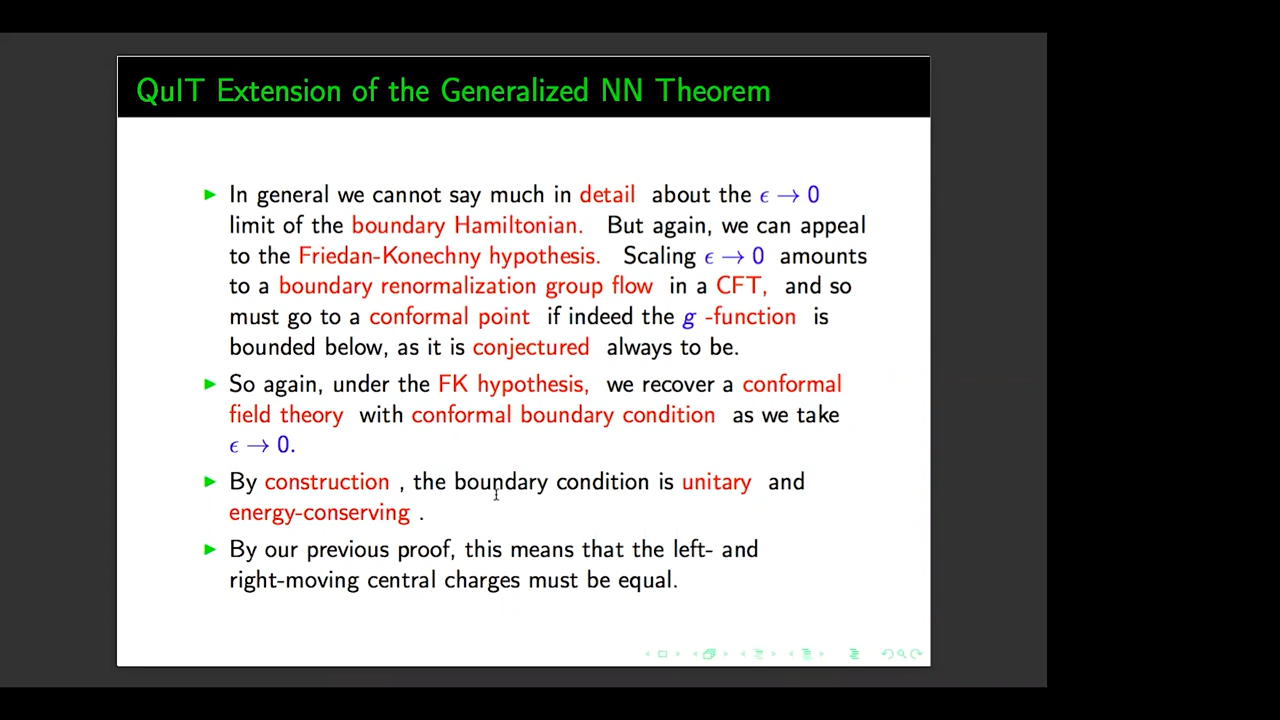 QuIT Extension of the Generalized NN Theorem
▶ In general we cannot say much in detail about the ϵ → 0
limit of the boundary Hamiltonian. But again, we can appeal
to the Friedan-Konechny hypothesis. Scaling ϵ → 0 amounts
to a boundary renormalization group flow in a CFT, and so
must go to a conformal point if indeed the g -function is
bounded below, as it is conjectured always to be.
▶ So again, under the FK hypothesis, we recover a conformal
field theory with conformal boundary condition as we take
ϵ → 0.
▶ By construction , the boundary condition is unitary and
energy-conserving .
▶ By our previous proof, this means that the left- and
right-moving central charges must be equal.